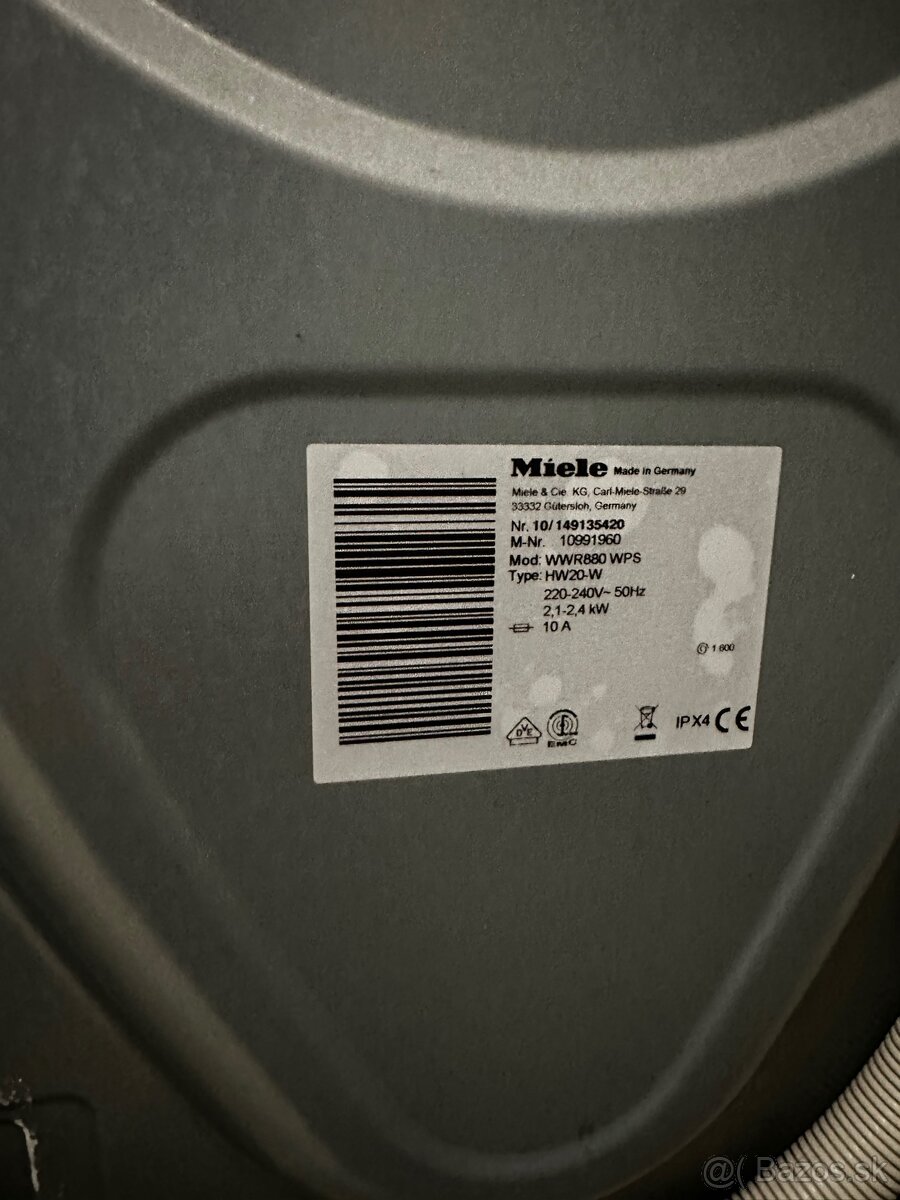 Miele Made in Germany
Miele & Cie. KG, Carl-Miele-Straße 29
33332 Gütersloh, Germany
Nr. 10/149135420
M-Nr. 10991960
Mod: WWR880 WPS
Type: HW20-W
220-240V~ 50Hz
2,1-2,4 kW
10 A
1 600
DVE
EMC
IPX4 CE
@( Bazos.sk